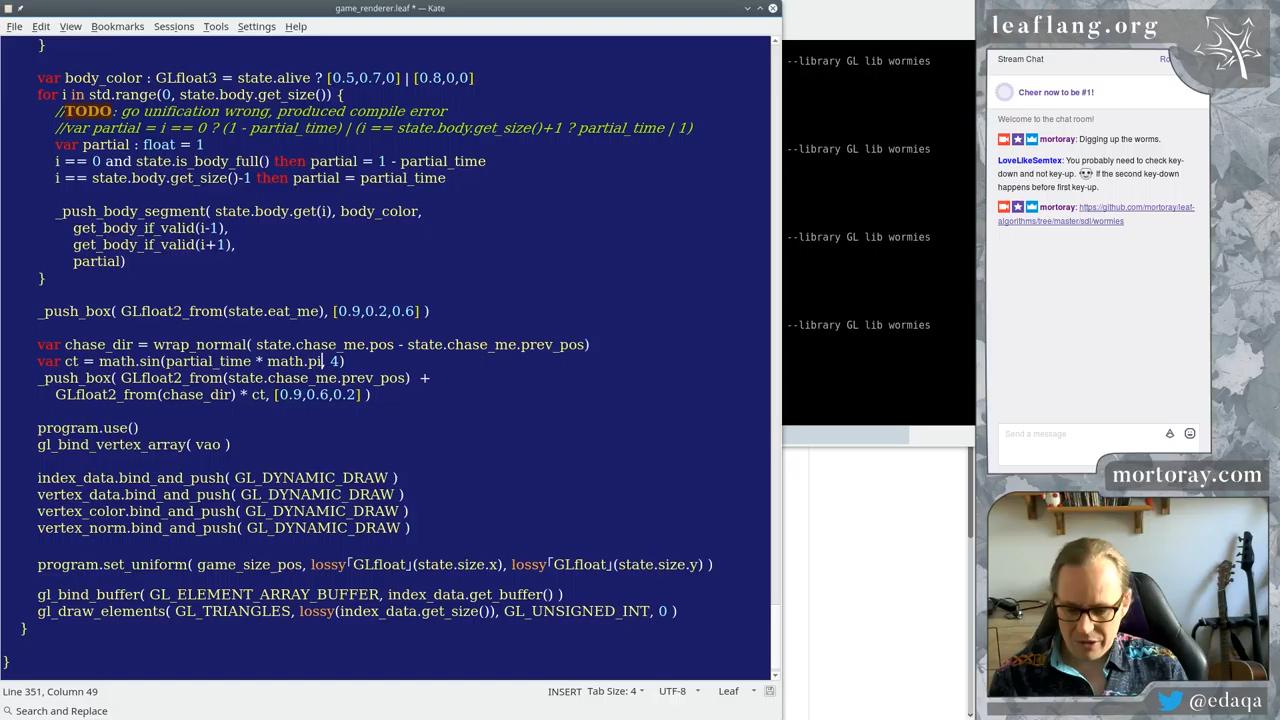 game_renderer.leaf * — Kate
File Edit View Bookmarks Sessions Tools Settings Help
}
var body_color : GLfloat3 = state.alive ? [0.5,0.7,0] | [0.8,0,0]
for i in std.range(0, state.body.get_size()) {
//TODO: go unification wrong, produced compile error
//var partial = i == 0 ? (1 - partial_time) | (i == state.body.get_size()+1 ? partial_time | 1)
var partial : float = 1
i == 0 and state.is_body_full() then partial = 1 - partial_time
i == state.body.get_size()-1 then partial = partial_time
_push_body_segment( state.body.get(i), body_color,
get_body_if_valid(i-1),
get_body_if_valid(i+1),
partial)
}
_push_box( GLfloat2_from(state.eat_me), [0.9,0.2,0.6] )
var chase_dir = wrap_normal( state.chase_me.pos - state.chase_me.prev_pos)
var ct = math.sin(partial_time * math.pi, 4)
_push_box( GLfloat2_from(state.chase_me.prev_pos) +
GLfloat2_from(chase_dir) * ct, [0.9,0.6,0.2] )
program.use()
gl_bind_vertex_array( vao )
index_data.bind_and_push( GL_DYNAMIC_DRAW )
vertex_data.bind_and_push( GL_DYNAMIC_DRAW )
vertex_color.bind_and_push( GL_DYNAMIC_DRAW )
vertex_norm.bind_and_push( GL_DYNAMIC_DRAW )
program.set_uniform( game_size_pos, lossy「GLfloat」(state.size.x), lossy「GLfloat」(state.size.y) )
gl_bind_buffer( GL_ELEMENT_ARRAY_BUFFER, index_data.get_buffer() )
gl_draw_elements( GL_TRIANGLES, lossy(index_data.get_size()), GL_UNSIGNED_INT, 0 )
}
}
Line 351, Column 49 INSERT Tab Size: 4 UTF-8 Leaf
Search and Replace
--library GL lib wormies
--library GL lib wormies
--library GL lib wormies
--library GL lib wormies
leaflang.org
Stream Chat Ro
Cheer now to be #1!
Welcome to the chat room!
mortoray: Digging up the worms.
LoveLikeSemtex: You probably need to check key-
down and not key-up. If the second key-down
happens before first key-up.
mortoray: https://github.com/mortoray/leaf-
algorithms/tree/master/sdl/wormies
Send a message
mortoray.com
@edaqa